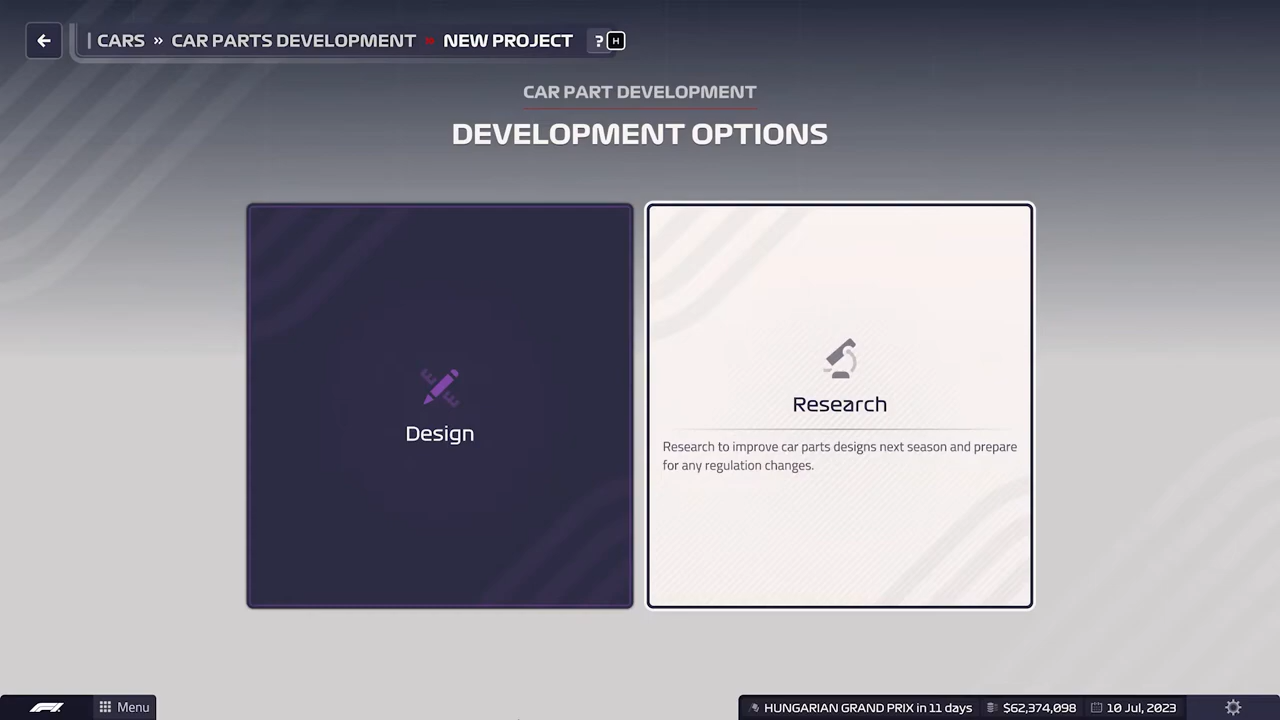 CARS » CAR PARTS DEVELOPMENT » NEW PROJECT ? H
CAR PART DEVELOPMENT
DEVELOPMENT OPTIONS
Design
Research
Research to improve car parts designs next season and prepare
for any regulation changes.
Menu
HUNGARIAN GRAND PRIX in 11 days $62,374,098 10 Jul, 2023